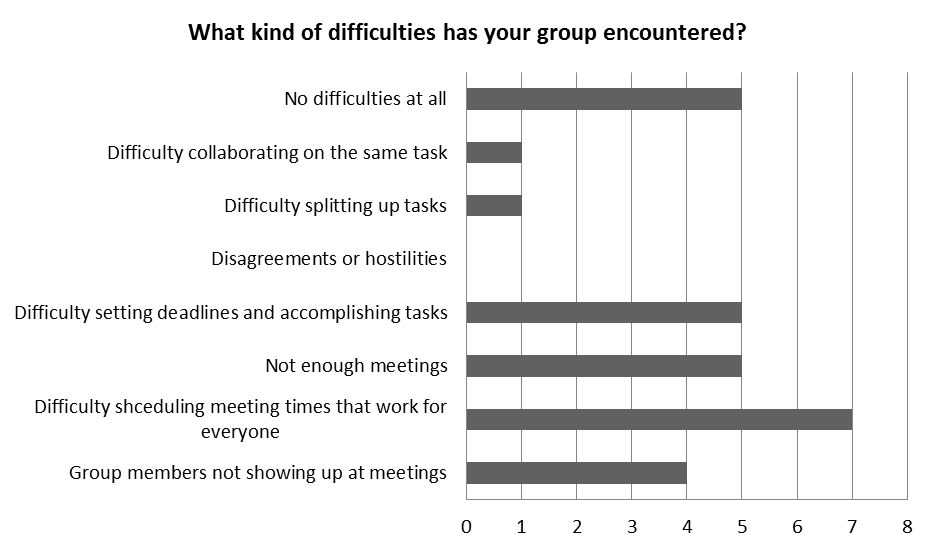 What kind of difficulties has your group encountered?
No difficulties at all
Difficulty collaborating on the same task
Difficulty splitting up tasks
Disagreements or hostilities
Difficulty setting deadlines and accomplishing tasks
Not enough meetings
Difficulty shceduling meeting times that work for
everyone
Group members not showing up at meetings
0 1 2 3 4 5 6 7 8